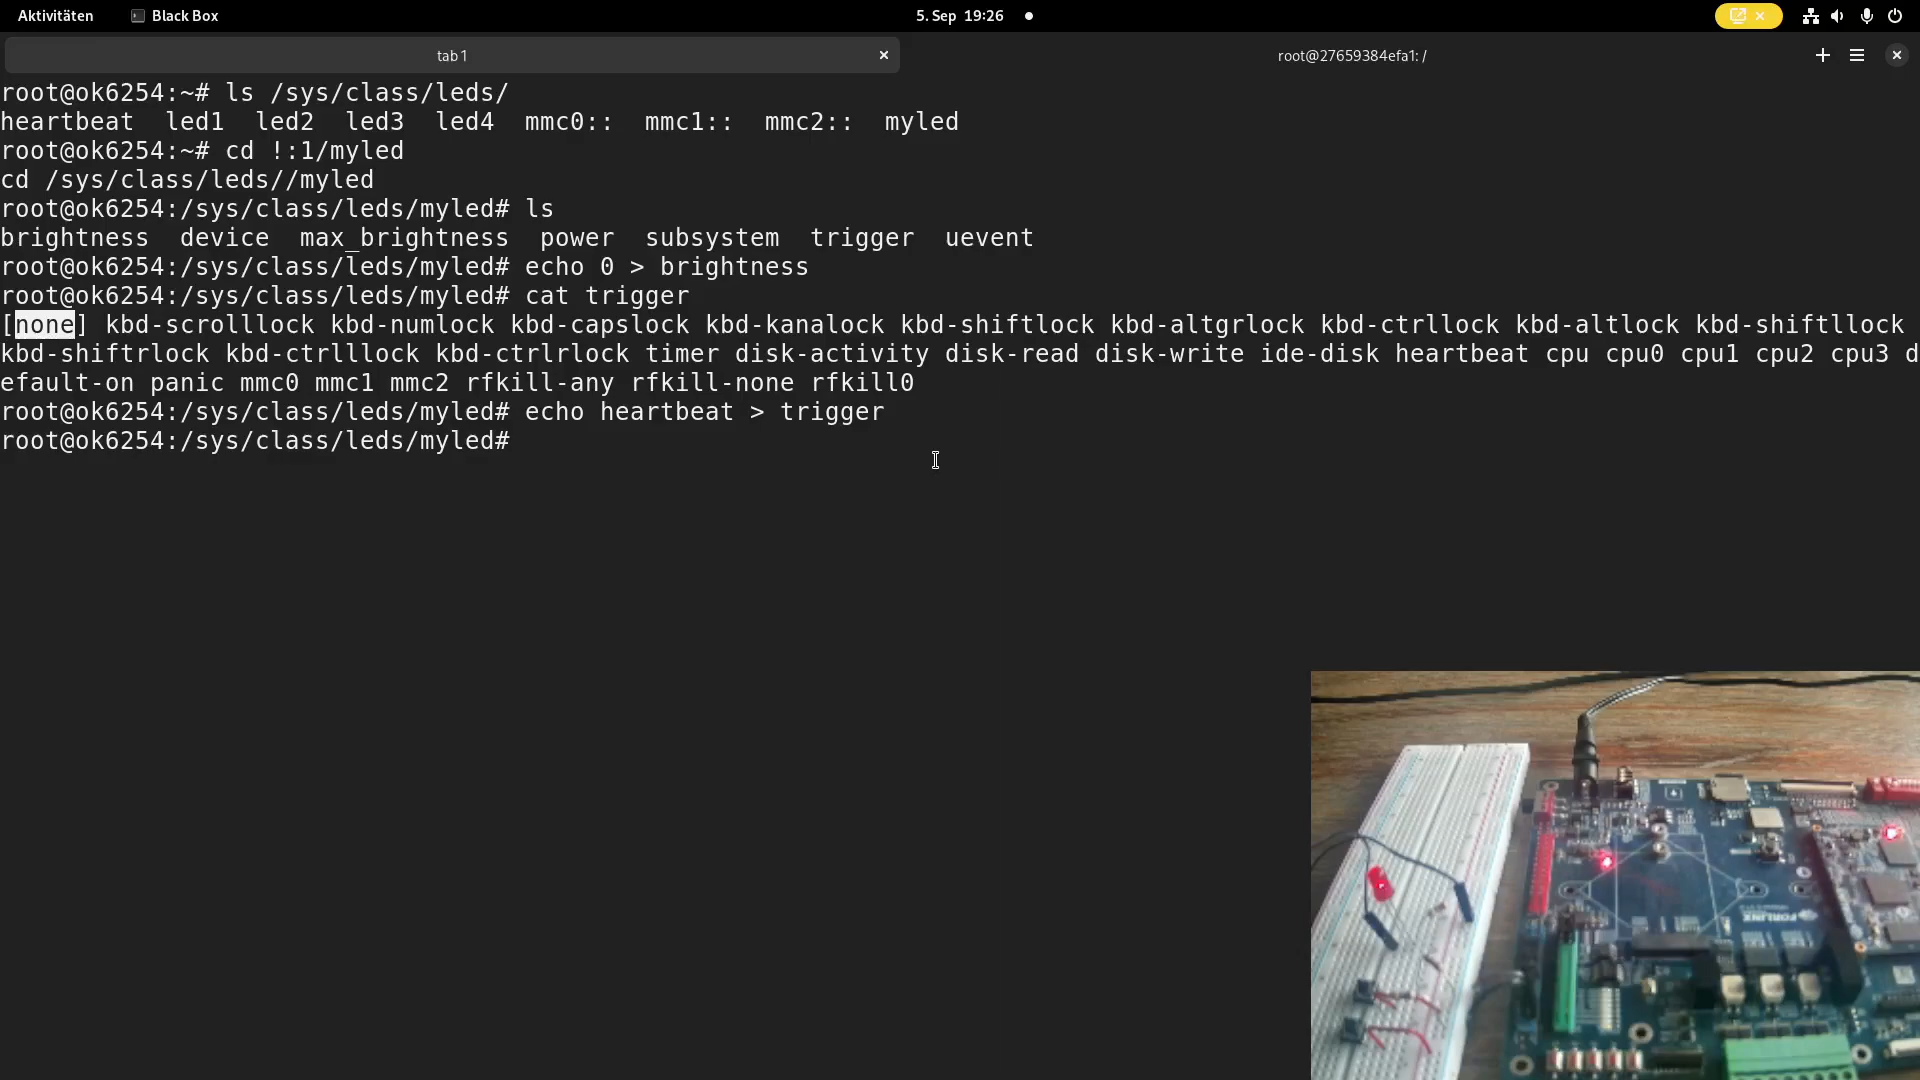 Aktivitäten Black Box 5. Sep 19:26
tab 1 root@27659384efa1: /
root@ok6254:~# ls /sys/class/leds/
heartbeat led1 led2 led3 led4 mmc0:: mmc1:: mmc2:: myled
root@ok6254:~# cd !:1/myled
cd /sys/class/leds//myled
root@ok6254:/sys/class/leds/myled# ls
brightness device max_brightness power subsystem trigger uevent
root@ok6254:/sys/class/leds/myled# echo 0 > brightness
root@ok6254:/sys/class/leds/myled# cat trigger
[none] kbd-scrolllock kbd-numlock kbd-capslock kbd-kanalock kbd-shiftlock kbd-altgrlock kbd-ctrllock kbd-altlock kbd-shiftllock
kbd-shiftrlock kbd-ctrlllock kbd-ctrlrlock timer disk-activity disk-read disk-write ide-disk heartbeat cpu cpu0 cpu1 cpu2 cpu3 d
efault-on panic mmc0 mmc1 mmc2 rfkill-any rfkill-none rfkill0
root@ok6254:/sys/class/leds/myled# echo heartbeat > trigger
root@ok6254:/sys/class/leds/myled#
FORLINX